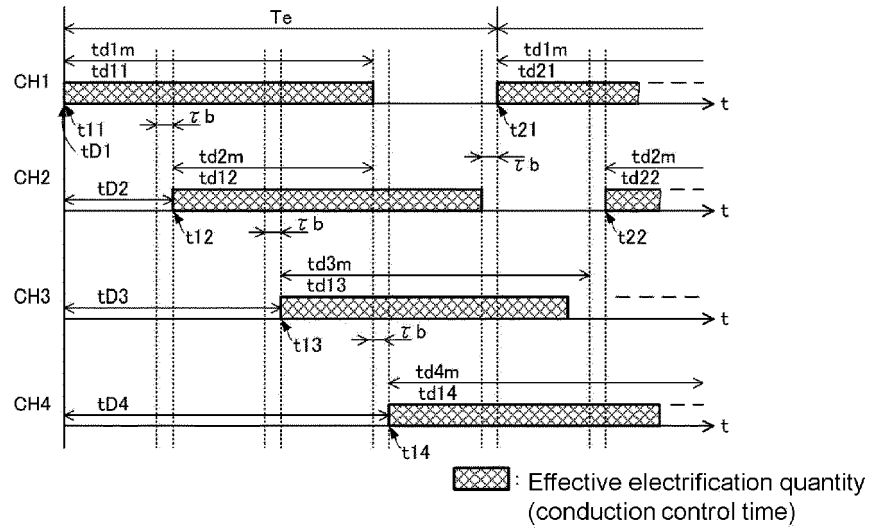 Te
td1m
td1m
CH1
td11
td21
t
t11
τb
t21
tD1
td2m
τb
td2m
CH2
tD2
td12
td22
t
t12
τb
t22
td3m
CH3
tD3
td13
t
t13
τb
td4m
CH4
tD4
td14
t
t14
: Effective electrification quantity
(conduction control time)